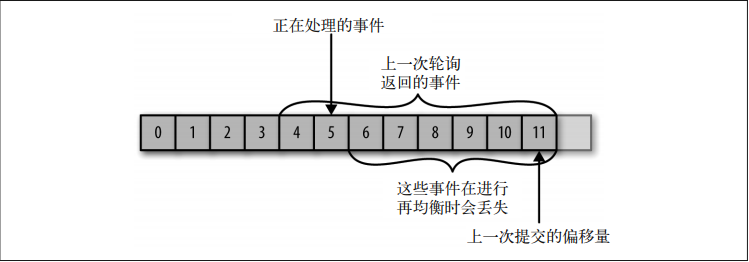 正在处理的事件
上一次轮询
返回的事件
0 1 2 3 4 5 6 7 8 9 10 11
这些事件在进行
再均衡时会丢失
上一次提交的偏移量